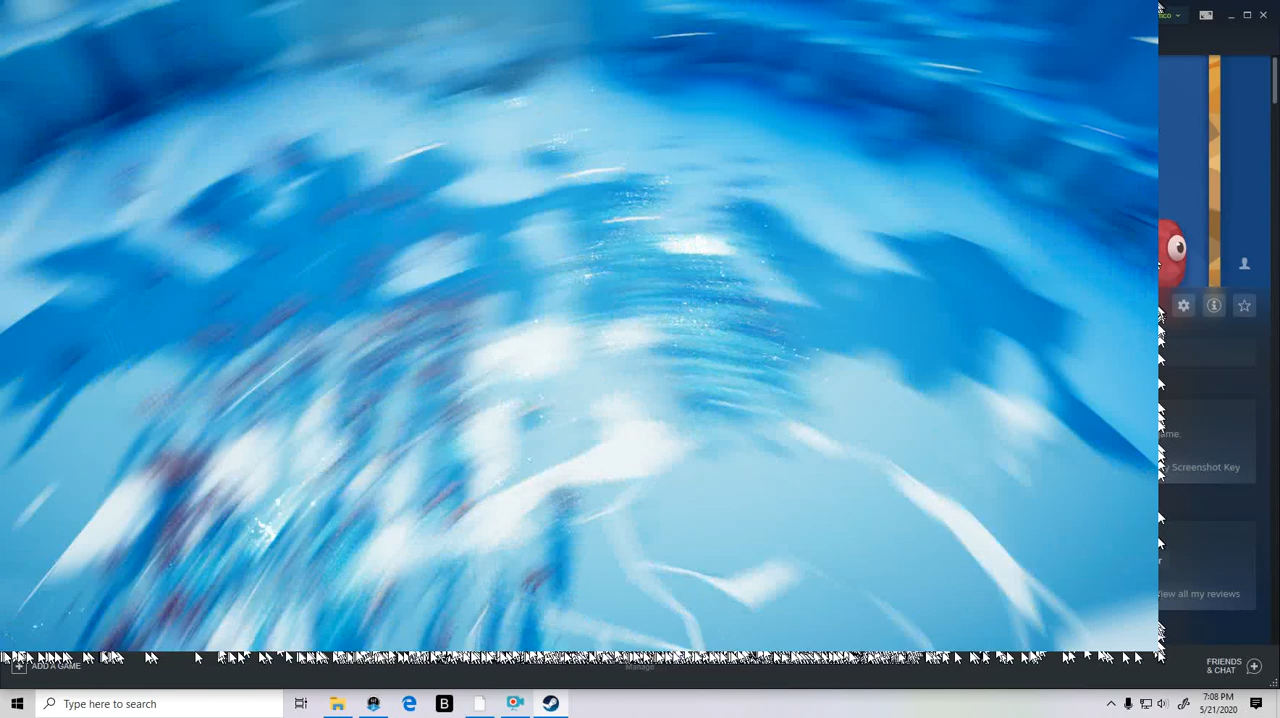 ame.
y Screenshot Key
iew all my reviews
ADD A GAME
Manage
FRIENDS
& CHAT
Type here to search
B
7:08 PM
5/21/2020